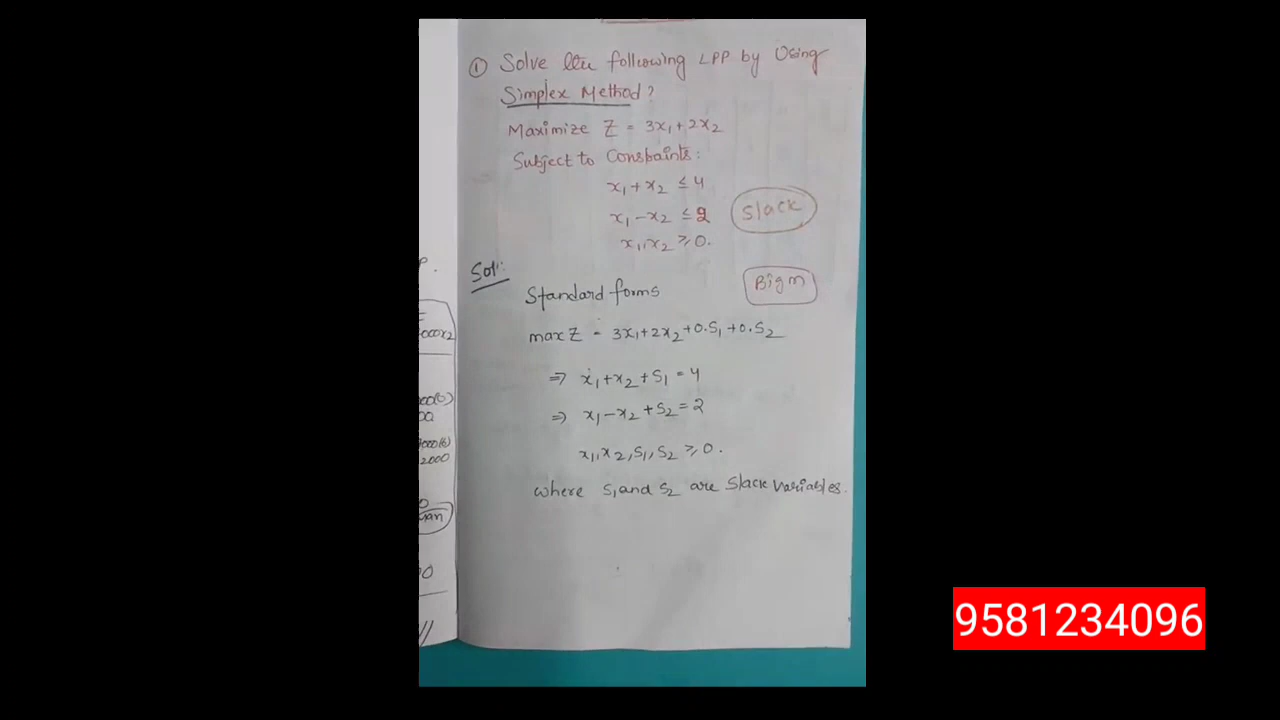 ① Solve the following LPP by Using
Simplex Method?
Maximize Z = 3x₁+2x₂
Subject to Constraints:
x₁+x₂ ≤ 4
x₁-x₂ ≤ 2
Slack
x₁,x₂ ≥ 0.
Sol:
Standard forms
Big m
max Z = 3x₁+2x₂+0.S₁+0.S₂
⇒ x₁+x₂+S₁=4
⇒ x₁-x₂+S₂=2
x₁,x₂,S₁,S₂ ≥ 0.
where S₁ and S₂ are Slack variables.
000x2
2000
9581234096